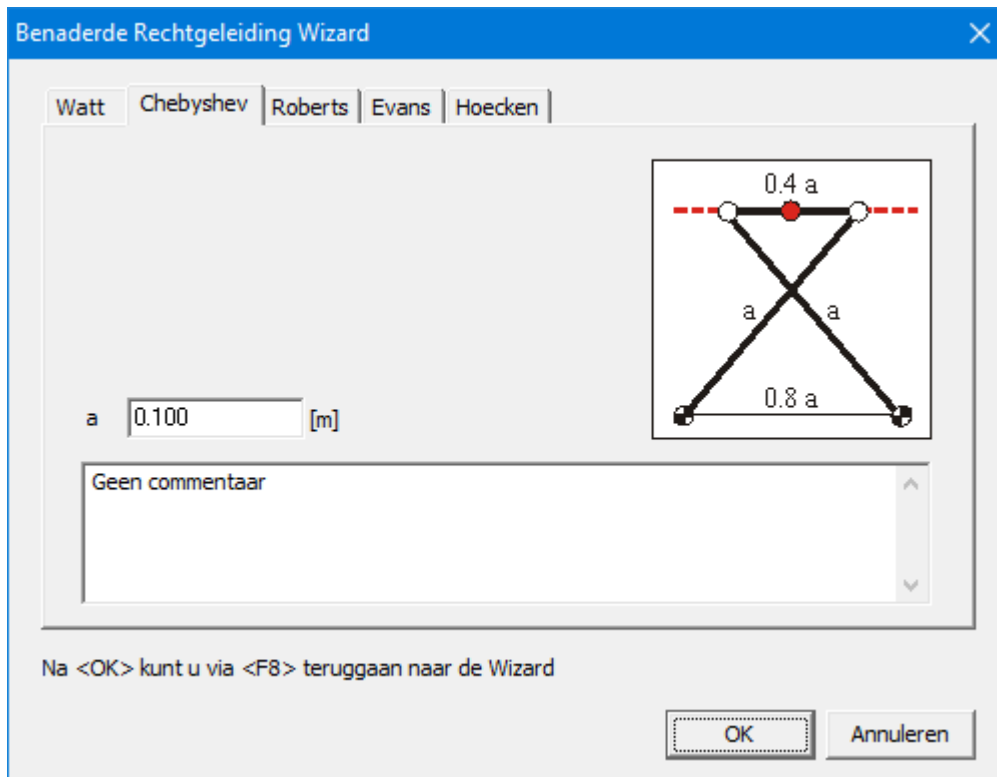 Benaderde Rechtgeleiding Wizard
Watt Chebyshev Roberts Evans Hoecken
0.4 a
a a
0.8 a
a 0.100 [m]
Geen commentaar
Na <OK> kunt u via <F8> teruggaan naar de Wizard
OK Annuleren